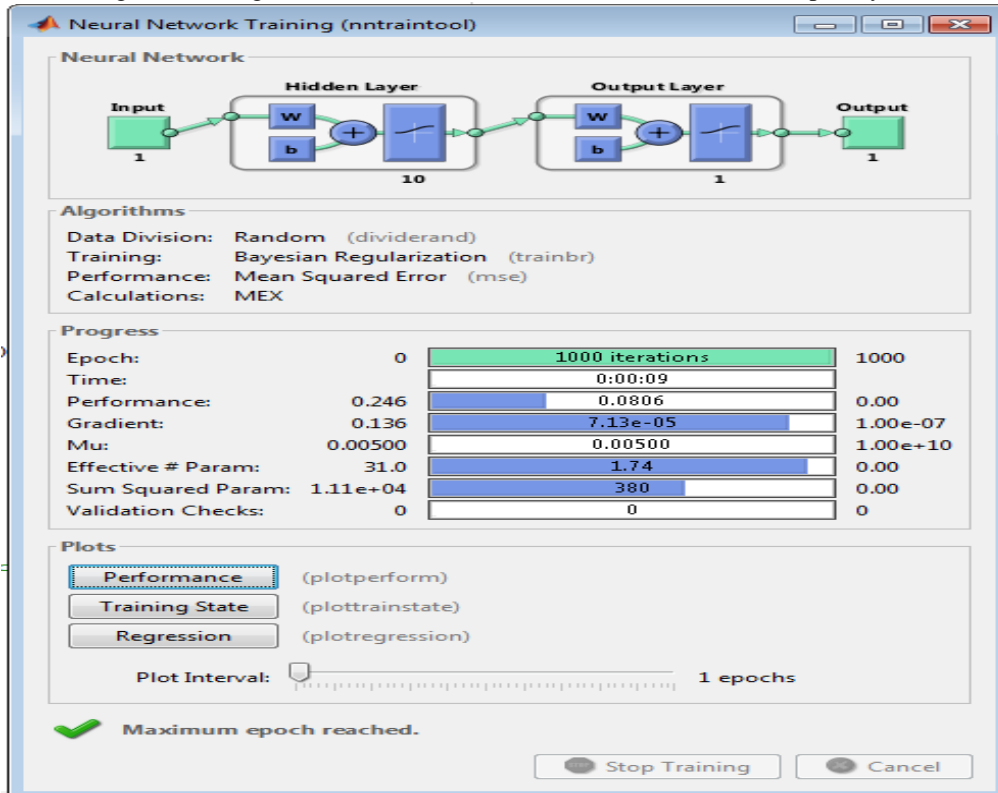 Neural Network Training (nntraintool)
Neural Network
Hidden Layer
Output Layer
Input
Output
W
W
b
b
1
1
10
1
Algorithms
Data Division: Random (dividerand)
Training: Bayesian Regularization (trainbr)
Performance: Mean Squared Error (mse)
Calculations: MEX
Progress
Epoch: 0 1000 iterations 1000
Time: 0:00:09
Performance: 0.246 0.0806 0.00
Gradient: 0.136 7.13e-05 1.00e-07
Mu: 0.00500 0.00500 1.00e+10
Effective # Param: 31.0 1.74 0.00
Sum Squared Param: 1.11e+04 380 0.00
Validation Checks: 0 0 0
Plots
Performance (plotperform)
Training State (plottrainstate)
Regression (plotregression)
Plot Interval: 1 epochs
Maximum epoch reached.
Stop Training Cancel